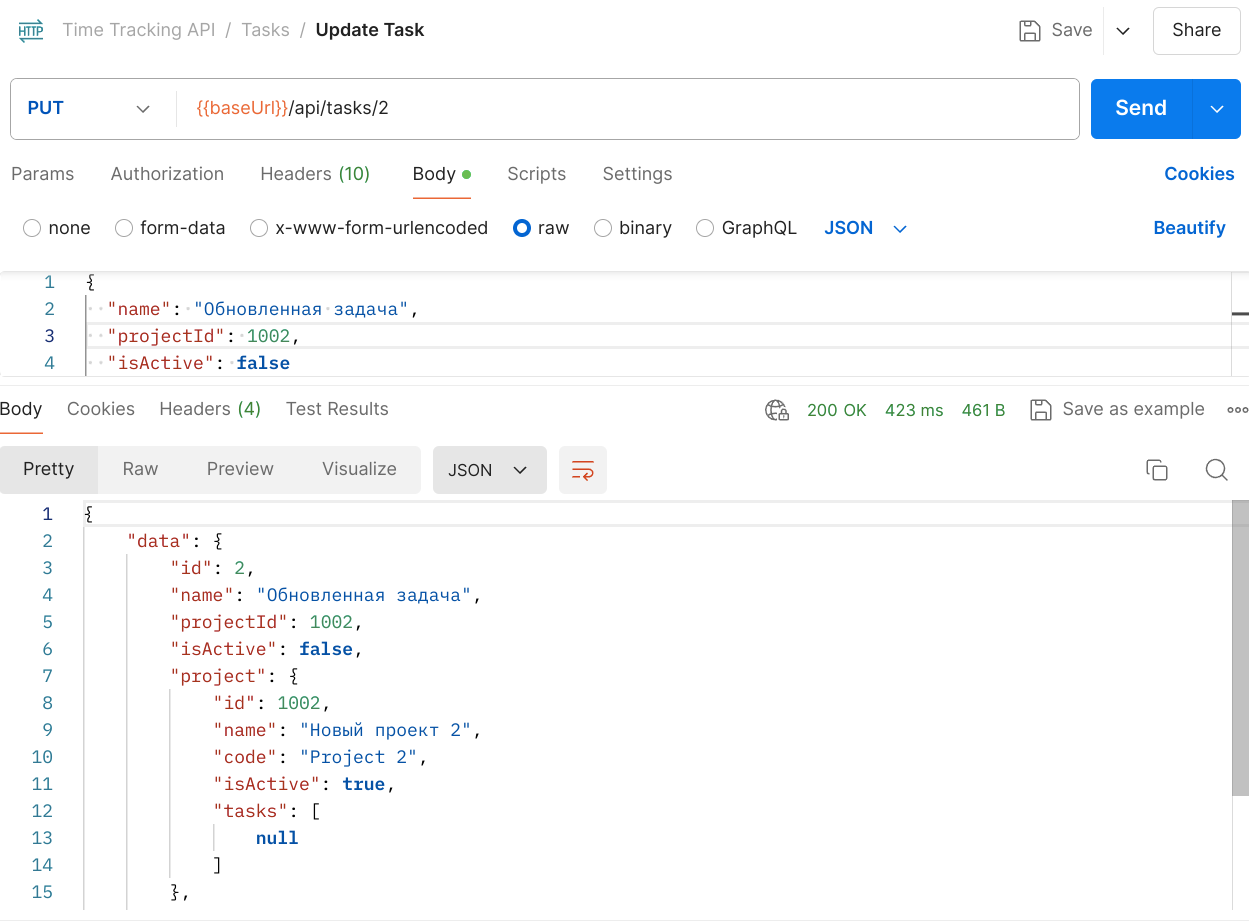 HTTP Time Tracking API / Tasks / Update Task Save Share
PUT {{baseUrl}}/api/tasks/2 Send
Params Authorization Headers (10) Body Scripts Settings Cookies
none form-data x-www-form-urlencoded raw binary GraphQL JSON Beautify
1 {
2 "name": "Обновленная задача",
3 "projectId": 1002,
4 "isActive": false
Body Cookies Headers (4) Test Results 200 OK 423 ms 461 B Save as example
Pretty Raw Preview Visualize JSON
1 {
2 "data": {
3 "id": 2,
4 "name": "Обновленная задача",
5 "projectId": 1002,
6 "isActive": false,
7 "project": {
8 "id": 1002,
9 "name": "Новый проект 2",
10 "code": "Project 2",
11 "isActive": true,
12 "tasks": [
13 null
14 ]
15 },